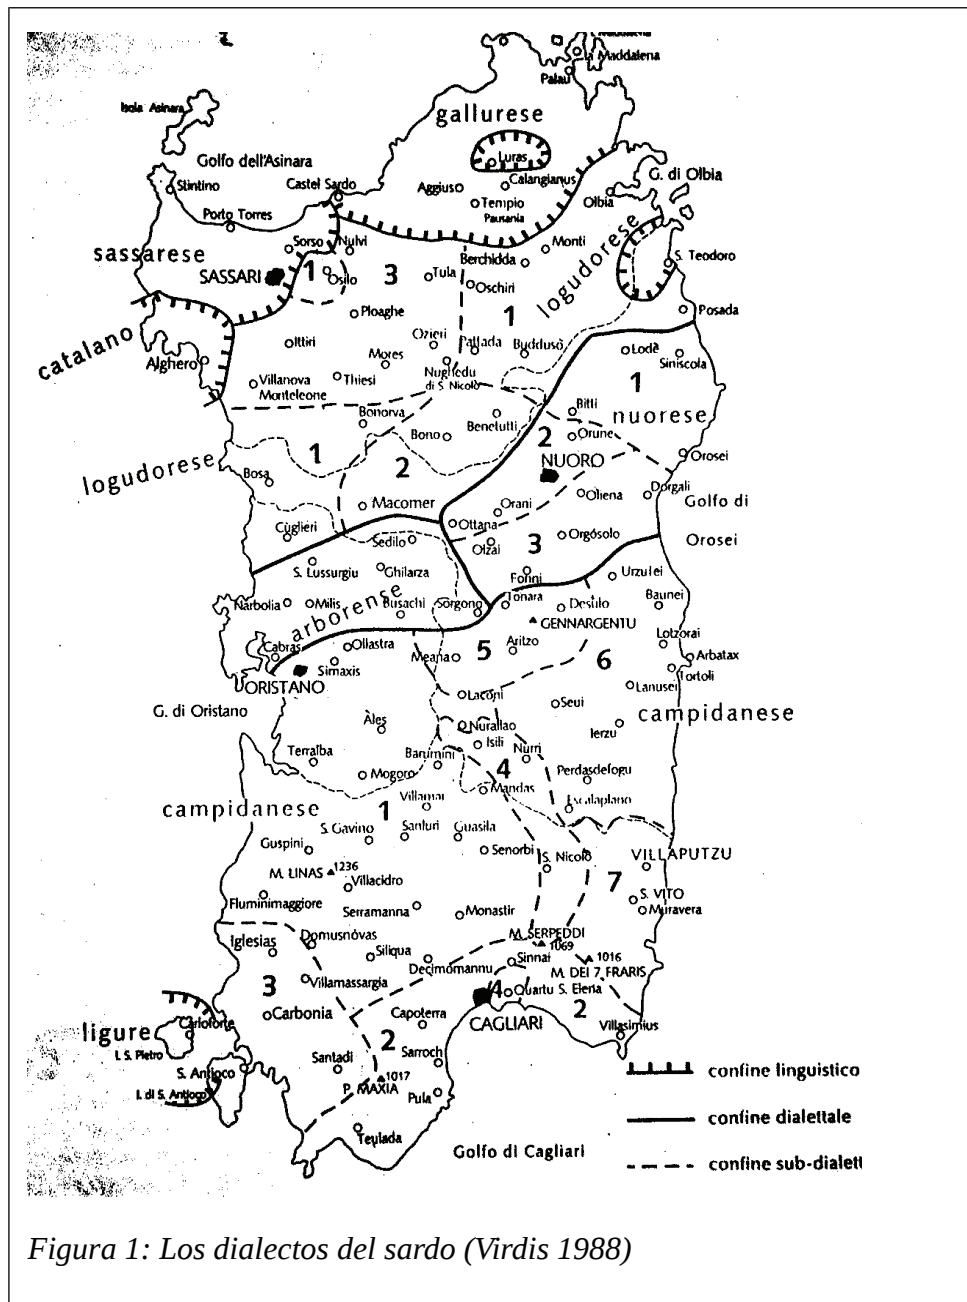 La Maddalena
Palau
Isola Asinara
gallurese
Luras
Golfo dell'Asinara
Calangianus
G. di Olbia
Stintino
Castel Sardo
Aggius
Tempio
Pausania
Olbia
Porto Torres
Sorso
Nulvi
Monti
sassarese
Berchidda
logudorese
S. Teodoro
SASSARI
1
Osilo
3
Tula
Oschiri
Ploaghe
1
Posada
catalano
Ittiri
Ozieri
Pattada
Buddusò
Lodè
Siniscola
Alghero
Mores
Nughedu
di S. Nicolò
Villanova
Monteleone
Thiesi
1
Bonorva
Benetutti
Bitti
nuorese
Bono
2
Orune
logudorese
1
2
NUORO
Orosei
Bosa
Macomer
Orani
Oliena
Dorgali
Golfo di
Orosei
Cùglieri
Ottana
Sedilo
Olzai
3
Orgósolo
S. Lussurgiu
Ghilarza
Fonni
Urzulei
Narbolia
Milis
arborense
Busachi
Sorgono
Tonara
Desulo
Baunei
GENNARGENTU
Cabras
Ollastra
Simaxis
Meana
5
Aritzo
6
Lotzorai
Arbatax
Tortoli
ORISTANO
Laconi
Seui
Lanusei
G. di Oristano
Àles
Nurallao
Ierzu
campidanese
Isili
Nurri
Terralba
Barumini
4
Mogoro
Perdasdefogu
Mandas
campidanese
1
Villamar
Escalaplano
S. Gavino
Sanluri
Guasila
Guspini
Senorbi
S. Nicolò
VILLAPUTZU
M. LINAS
1236
Villacidro
7
S. VITO
Fluminimaggiore
Serramanna
Monastir
Muravera
Iglesias
Domusnóvas
M. SERPEDDI
1069
Siliqua
Decimomannu
Sinnai
1016
M. DEI 7 FRARIS
3
Villamassargia
4
Quartu S. Elena
Carbonia
Capoterra
CAGLIARI
2
Villasimius
ligure
Carloforte
I. S. Pietro
2
Santadi
Sarroch
S. Antioco
1017
P. MAXIA
I. di S. Antioco
Pula
Teulada
Golfo di Cagliari
confine linguistico
confine dialettale
confine sub-dialett
Figura 1: Los dialectos del sardo (Virdis 1988)